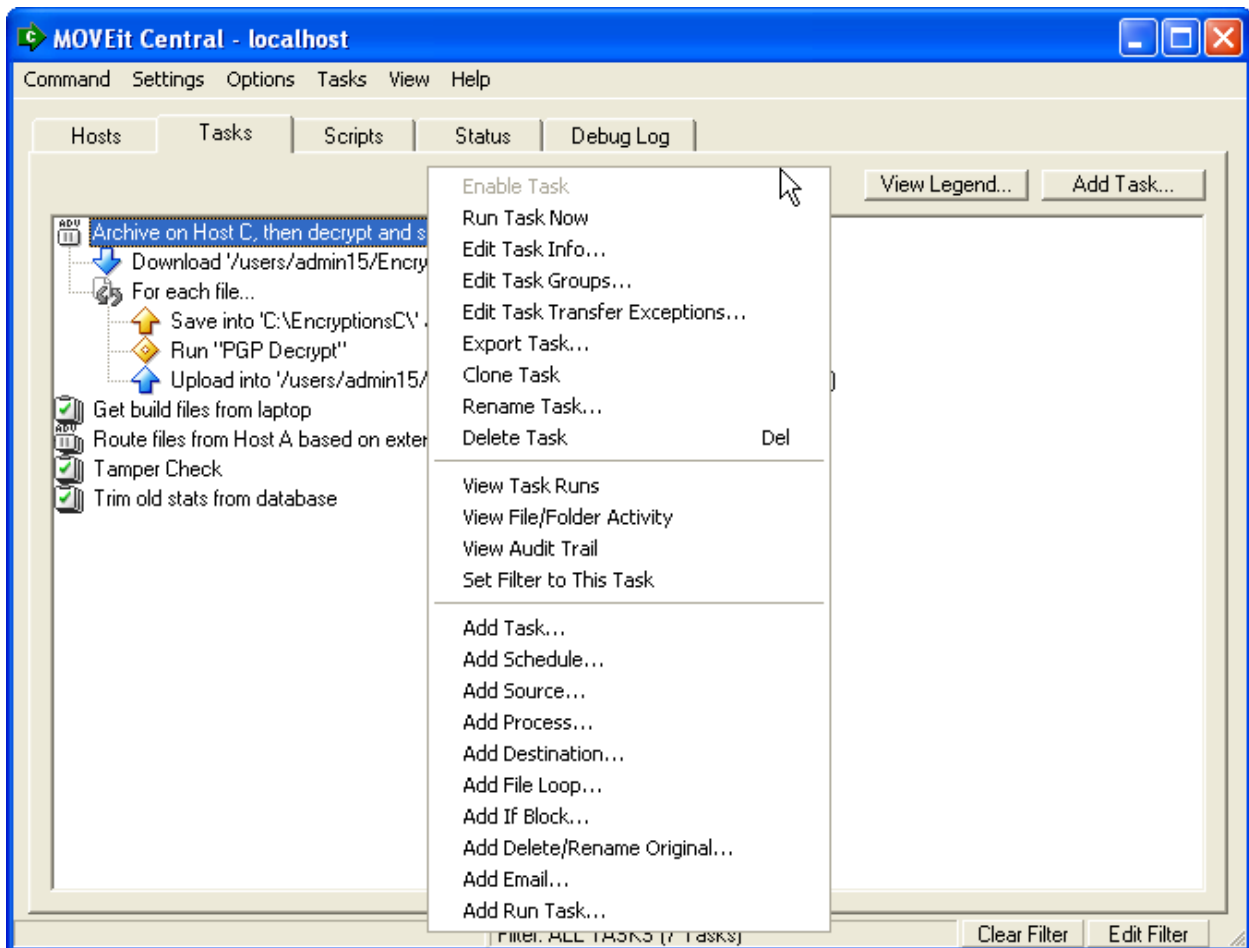 MOVEit Central - localhost
Command Settings Options Tasks View Help
Hosts Tasks Scripts Status Debug Log
View Legend... Add Task...
ADV Archive on Host C, then decrypt and s
Download '/users/admin15/Encry
For each file...
Save into 'C:\EncryptionsC\'
Run "PGP Decrypt"
Upload into '/users/admin15/
Get build files from laptop
ADV Route files from Host A based on exter
Tamper Check
Trim old stats from database
Enable Task
Run Task Now
Edit Task Info...
Edit Task Groups...
Edit Task Transfer Exceptions...
Export Task...
Clone Task
Rename Task...
Delete Task Del
View Task Runs
View File/Folder Activity
View Audit Trail
Set Filter to This Task
Add Task...
Add Schedule...
Add Source...
Add Process...
Add Destination...
Add File Loop...
Add If Block...
Add Delete/Rename Original...
Add Email...
Add Run Task...
Filter: ALL TASKS (7 Tasks) Clear Filter Edit Filter